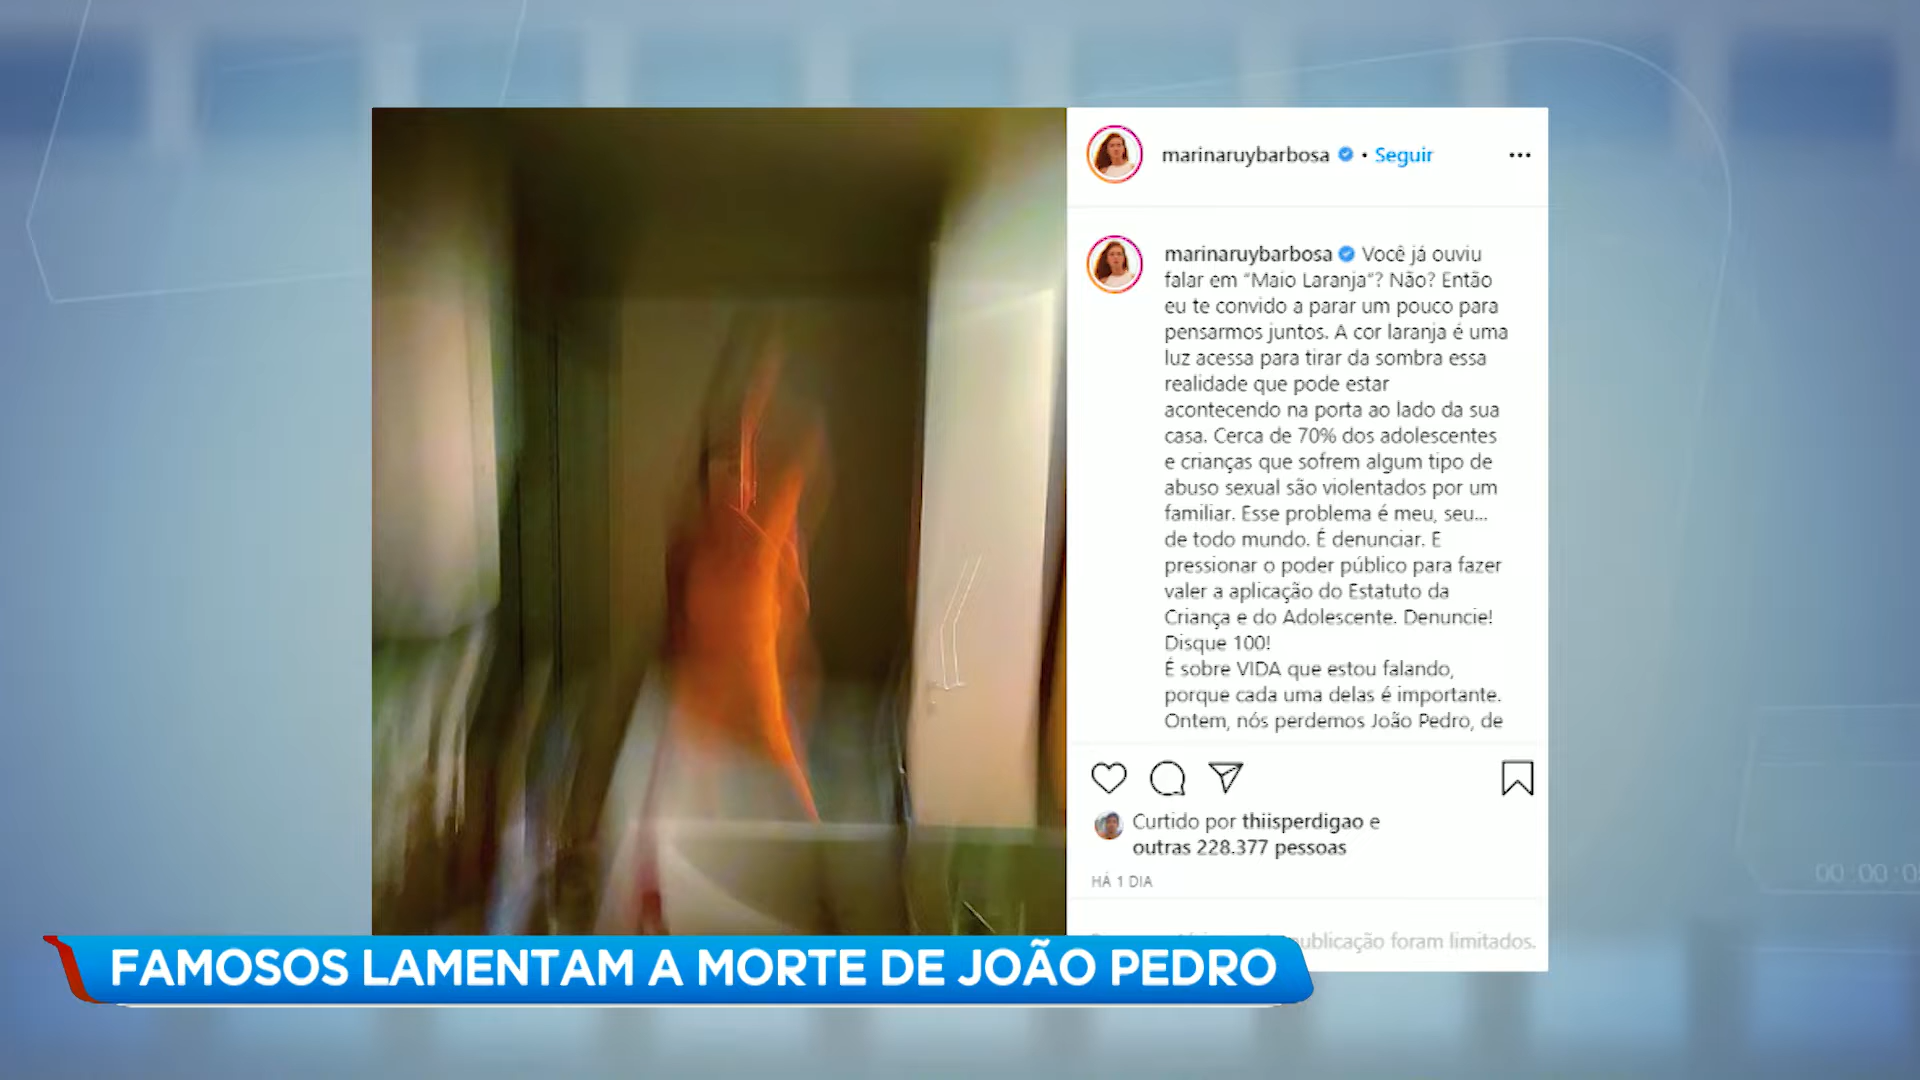 marinaruybarbosa • Seguir
marinaruybarbosa Você já ouviu
falar em "Maio Laranja"? Não? Então
eu te convido a parar um pouco para
pensarmos juntos. A cor laranja é uma
luz acessa para tirar da sombra essa
realidade que pode estar
acontecendo na porta ao lado da sua
casa. Cerca de 70% dos adolescentes
e crianças que sofrem algum tipo de
abuso sexual são violentados por um
familiar. Esse problema é meu, seu...
de todo mundo. É denunciar. E
pressionar o poder público para fazer
valer a aplicação do Estatuto da
Criança e do Adolescente. Denuncie!
Disque 100!
É sobre VIDA que estou falando,
porque cada uma delas é importante.
Ontem, nós perdemos João Pedro, de
Curtido por thiisperdigao e
outras 228.377 pessoas
HÁ 1 DIA
publicação foram limitados.
FAMOSOS LAMENTAM A MORTE DE JOÃO PEDRO